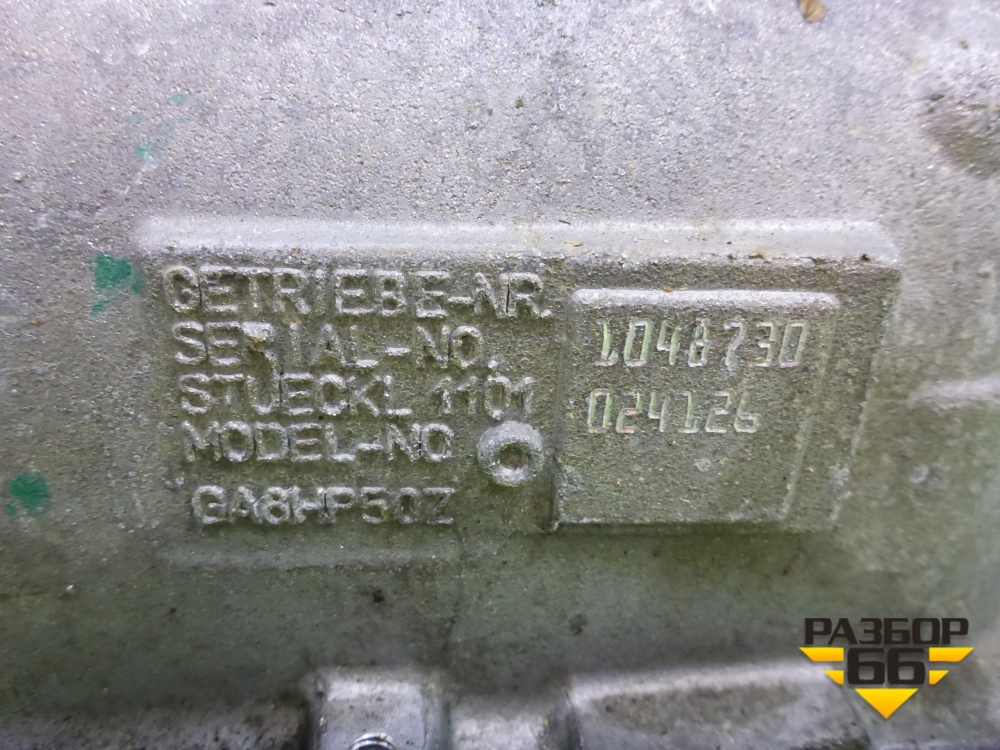 GETRIEBE-NR.
SERIAL-NO. 1048730
STUECKL 1101 024126
MODEL-NO
GA8HP50Z
РАЗБОР
66